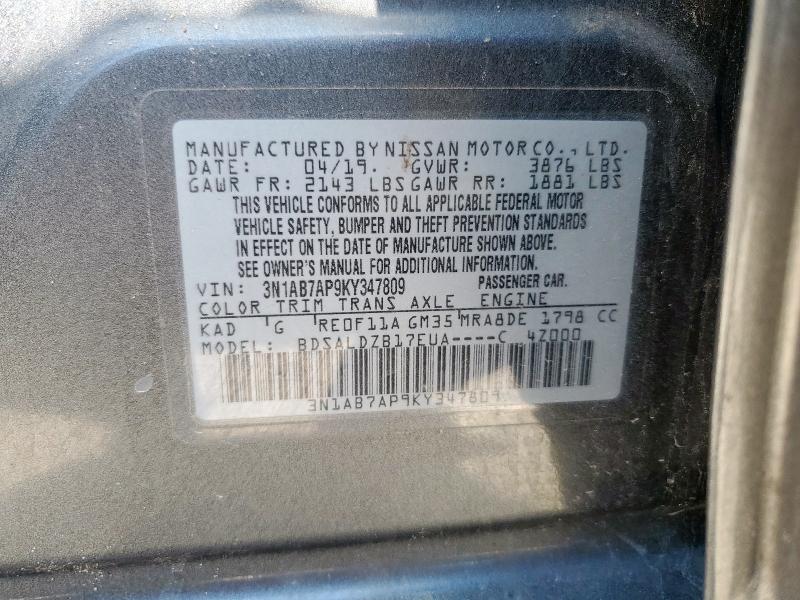 MANUFACTURED BY NISSAN MOTOR CO., LTD.
DATE: 04/19. GVWR: 3876 LBS
GAWR FR: 2143 LBS GAWR RR: 1881 LBS
THIS VEHICLE CONFORMS TO ALL APPLICABLE FEDERAL MOTOR
VEHICLE SAFETY, BUMPER AND THEFT PREVENTION STANDARDS
IN EFFECT ON THE DATE OF MANUFACTURE SHOWN ABOVE.
SEE OWNER'S MANUAL FOR ADDITIONAL INFORMATION.
VIN: 3N1AB7AP9KY347809 PASSENGER CAR.
COLOR TRIM TRANS AXLE ENGINE
KAD G RE0F11A GM35 MRA8DE 1798 CC
MODEL: BDSALDZB17EUA----C 4Z000
3N1AB7AP9KY347809